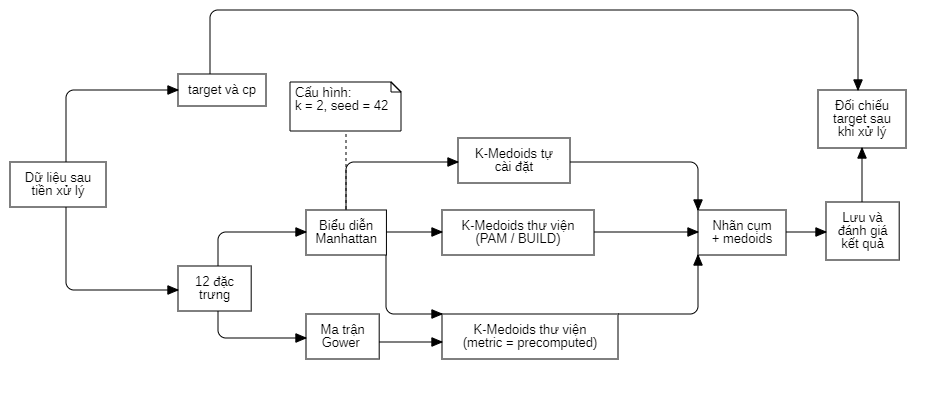 Dữ liệu sau
tiền xử lý
target và cp
12 đặc
trưng
Cấu hình:
k = 2, seed = 42
Biểu diễn
Manhattan
Ma trận
Gower
K-Medoids tự
cài đặt
K-Medoids thư viện
(PAM / BUILD)
K-Medoids thư viện
(metric = precomputed)
Nhãn cụm
+ medoids
Lưu và
đánh giá
kết quả
Đối chiếu
target sau
khi xử lý